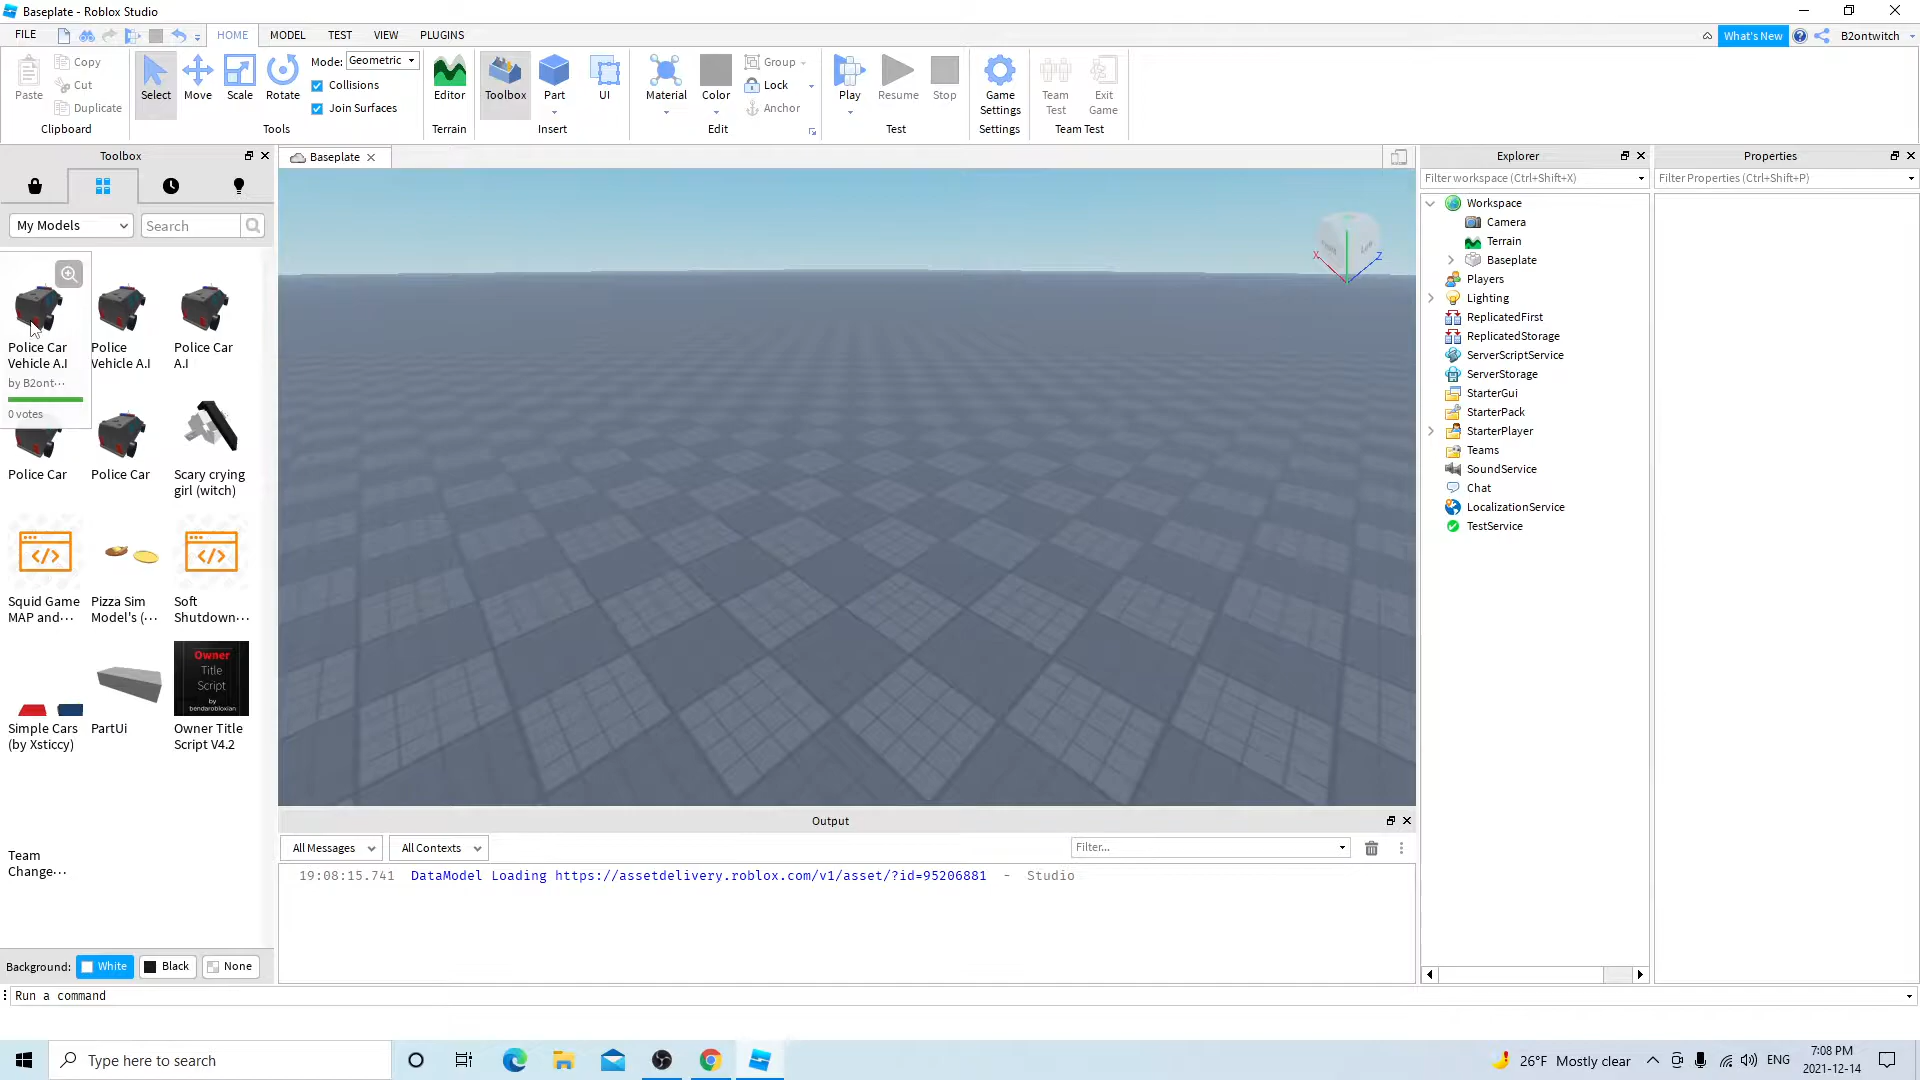 Baseplate - Roblox Studio
FILE
HOME
MODEL
TEST
VIEW
PLUGINS
What's New
B2ontwitch
Paste
Copy
Cut
Duplicate
Clipboard
Select
Move
Scale
Rotate
Mode: Geometric
Collisions
Join Surfaces
Tools
Editor
Terrain
Toolbox
Part
UI
Insert
Material
Color
Group
Lock
Anchor
Edit
Play
Resume
Stop
Test
Game
Settings
Settings
Team
Test
Exit
Game
Team Test
Toolbox
My Models
Search
Police Car
Vehicle A.I
by B2ont···
0 votes
Police
Vehicle A.I
Police Car
A.I
Police Car
Police Car
Scary crying
girl (witch)
Squid Game
MAP and···
Pizza Sim
Model's (···
Soft
Shutdown···
Owner
Title
Script
by
bendarobloxian
Simple Cars
(by Xsticcy)
PartUi
Owner Title
Script V4.2
Team
Change···
Background:
White
Black
None
Baseplate
X
Z
Output
All Messages
All Contexts
Filter...
19:08:15.741 DataModel Loading https://assetdelivery.roblox.com/v1/asset/?id=95206881 - Studio
Explorer
Filter workspace (Ctrl+Shift+X)
Workspace
Camera
Terrain
Baseplate
Players
Lighting
ReplicatedFirst
ReplicatedStorage
ServerScriptService
ServerStorage
StarterGui
StarterPack
StarterPlayer
Teams
SoundService
Chat
LocalizationService
TestService
Properties
Filter Properties (Ctrl+Shift+P)
Run a command
Type here to search
26°F Mostly clear
ENG
7:08 PM
2021-12-14